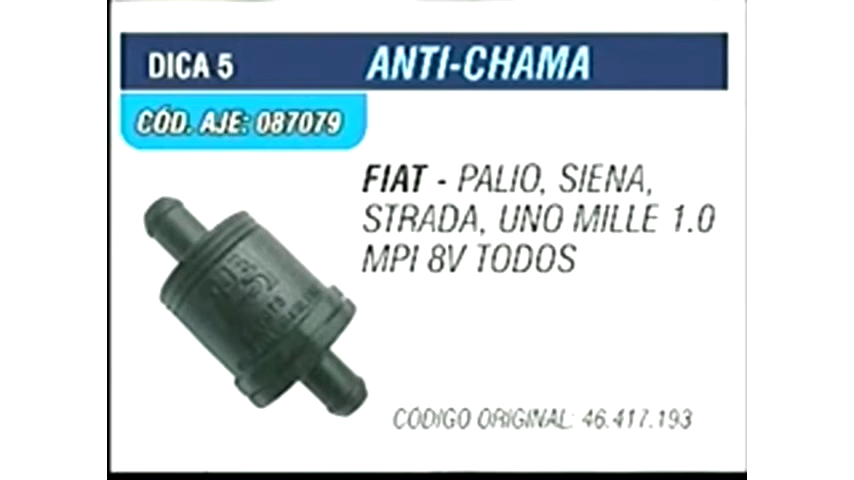 DICA 5
ANTI-CHAMA
CÓD. AJE: 087079
FIAT - PALIO, SIENA,
STRADA, UNO MILLE 1.0
MPI 8V TODOS
CÓDIGO ORIGINAL: 46.417.193